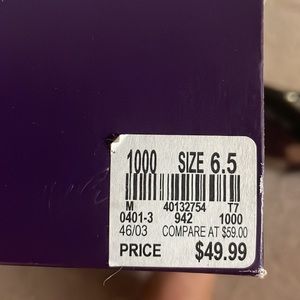 1000 SIZE 6.5
M 40132754 T7
0401-3 942 1000
46/03 COMPARE AT $59.00
PRICE $49.99